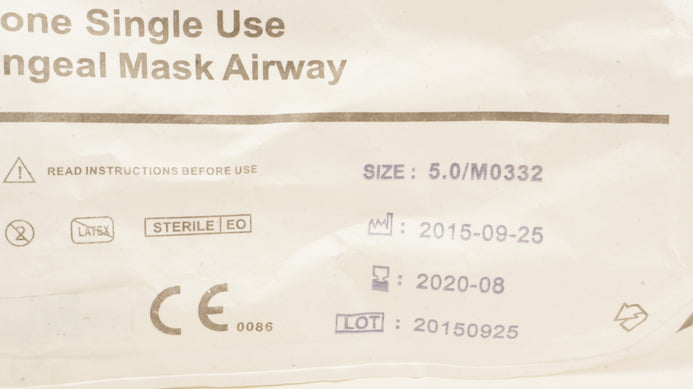 one Single Use
ngeal Mask Airway
READ INSTRUCTIONS BEFORE USE
SIZE : 5.0/M0332
2
LATEX
STERILE EO
: 2015-09-25
: 2020-08
CE 0086
LOT : 20150925